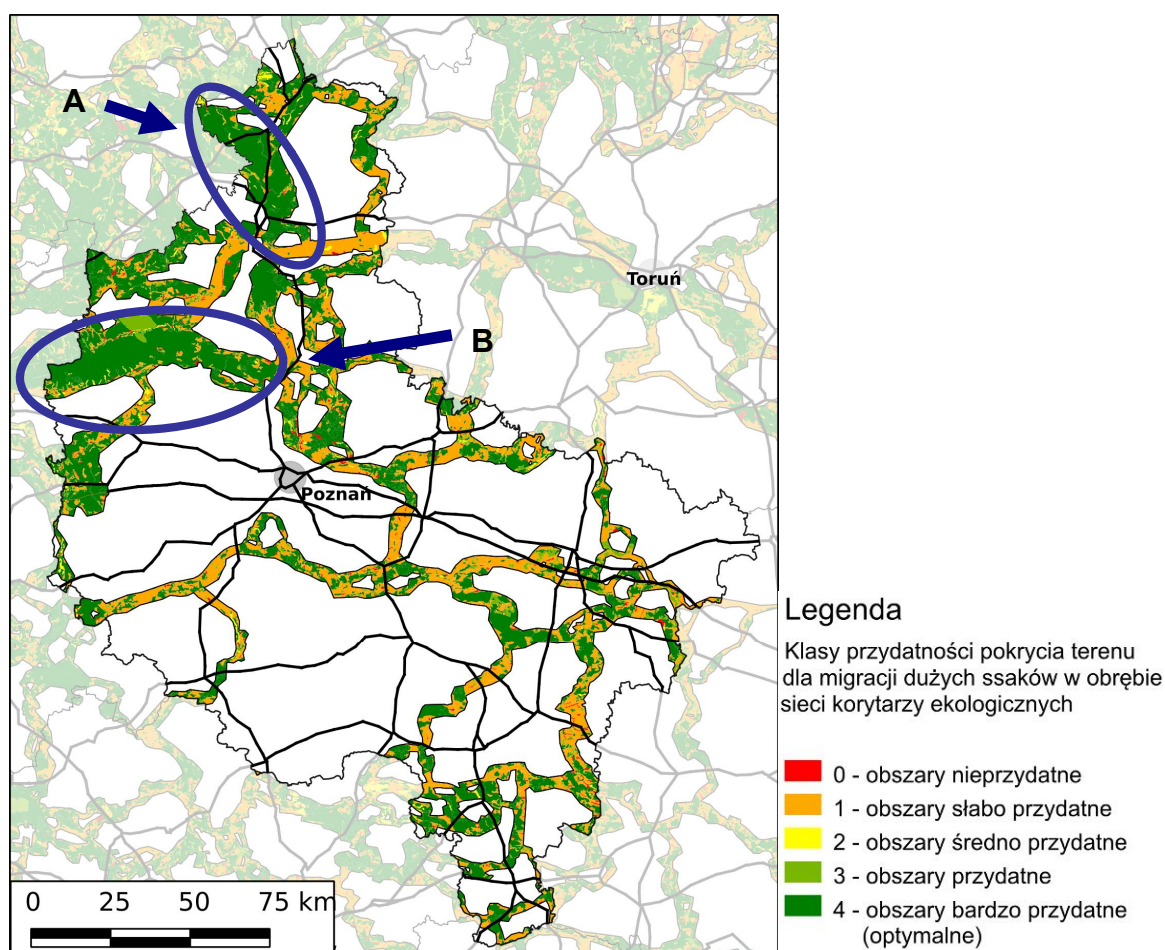 A
B
Toruń
Poznań
Legenda
Klasy przydatności pokrycia terenu
dla migracji dużych ssaków w obrębie
sieci korytarzy ekologicznych
0 - obszary nieprzydatne
1 - obszary słabo przydatne
2 - obszary średno przydatne
3 - obszary przydatne
4 - obszary bardzo przydatne
(optymalne)
0 25 50 75 km